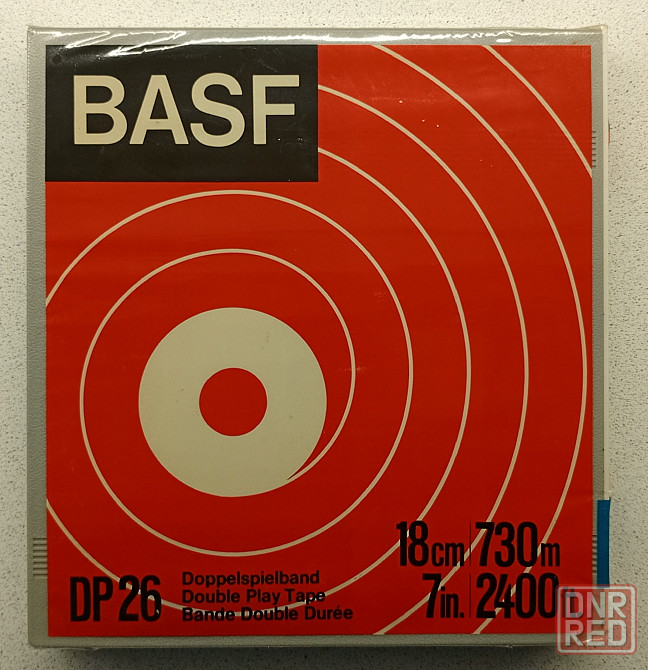 BASF
18cm 730m
7in. 2400
DP 26
Doppelspielband
Double Play Tape
Bande Double Durée
DNR
RED